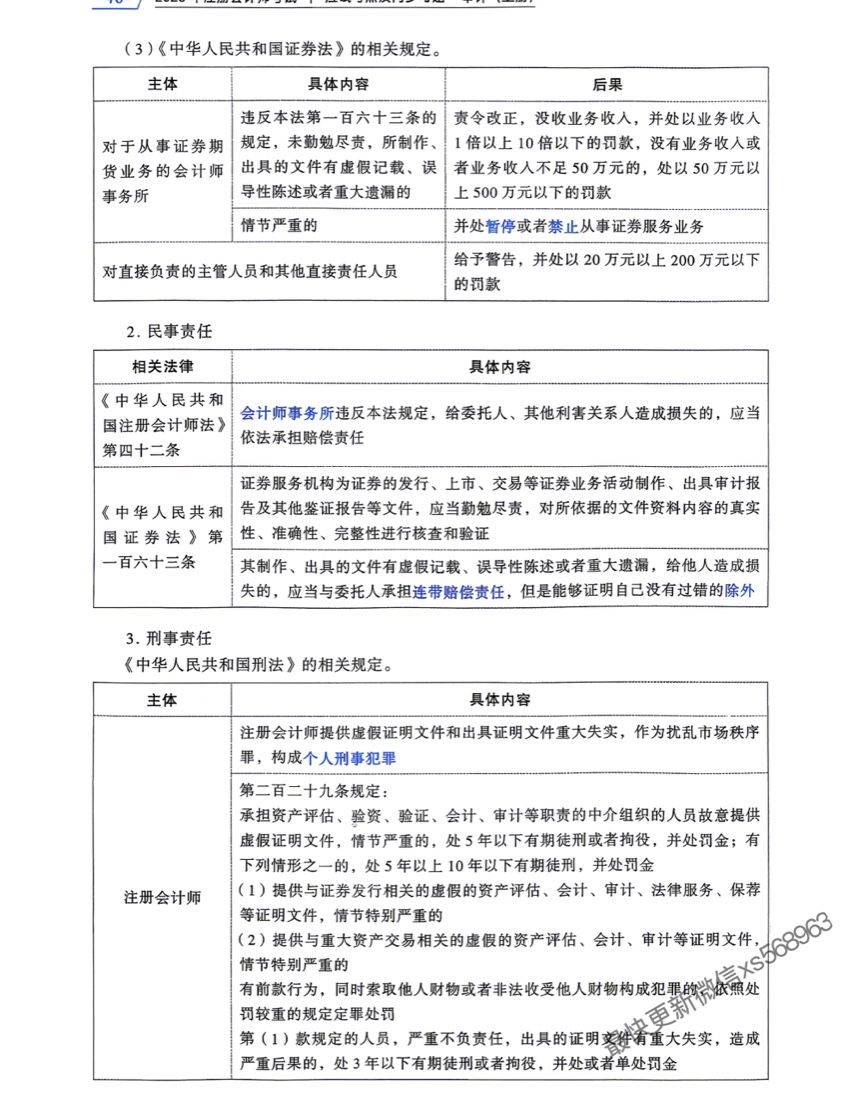 (3)《中华人民共和国证券法》的相关规定。
主体
具体内容
后果
对于从事证券期
货业务的会计师
事务所
违反本法第一百六十三条的
规定，未勤勉尽责，所制作、
出具的文件有虚假记载、误
导性陈述或者重大遗漏的
责令改正，没收业务收入，并处以业务收入
1 倍以上 10 倍以下的罚款，没有业务收入或
者业务收入不足 50 万元的，处以 50 万元以
上 500 万元以下的罚款
情节严重的
并处暂停或者禁止从事证券服务业务
对直接负责的主管人员和其他直接责任人员
给予警告，并处以 20 万元以上 200 万元以下
的罚款
2. 民事责任
相关法律
具体内容
《中华人民共和
国注册会计师法》
第四十二条
会计师事务所违反本法规定，给委托人、其他利害关系人造成损失的，应当
依法承担赔偿责任
《中华人民共和
国证券法》第
一百六十三条
证券服务机构为证券的发行、上市、交易等证券业务活动制作、出具审计报
告及其他鉴证报告等文件，应当勤勉尽责，对所依据的文件资料内容的真实
性、准确性、完整性进行核查和验证
其制作、出具的文件有虚假记载、误导性陈述或者重大遗漏，给他人造成损
失的，应当与委托人承担连带赔偿责任，但是能够证明自己没有过错的除外
3. 刑事责任
《中华人民共和国刑法》的相关规定。
主体
具体内容
注册会计师
注册会计师提供虚假证明文件和出具证明文件重大失实，作为扰乱市场秩序
罪，构成个人刑事犯罪
第二百二十九条规定：
承担资产评估、验资、验证、会计、审计等职责的中介组织的人员故意提供
虚假证明文件，情节严重的，处 5 年以下有期徒刑或者拘役，并处罚金；有
下列情形之一的，处 5 年以上 10 年以下有期徒刑，并处罚金
(1) 提供与证券发行相关的虚假的资产评估、会计、审计、法律服务、保荐
等证明文件，情节特别严重的
(2) 提供与重大资产交易相关的虚假的资产评估、会计、审计等证明文件，
情节特别严重的
有前款行为，同时索取他人财物或者非法收受他人财物构成犯罪的，依照处
罚较重的规定定罪处罚
第 (1) 款规定的人员，严重不负责任，出具的证明文件有重大失实，造成
严重后果的，处 3 年以下有期徒刑或者拘役，并处或者单处罚金
最快更新微信xs568963